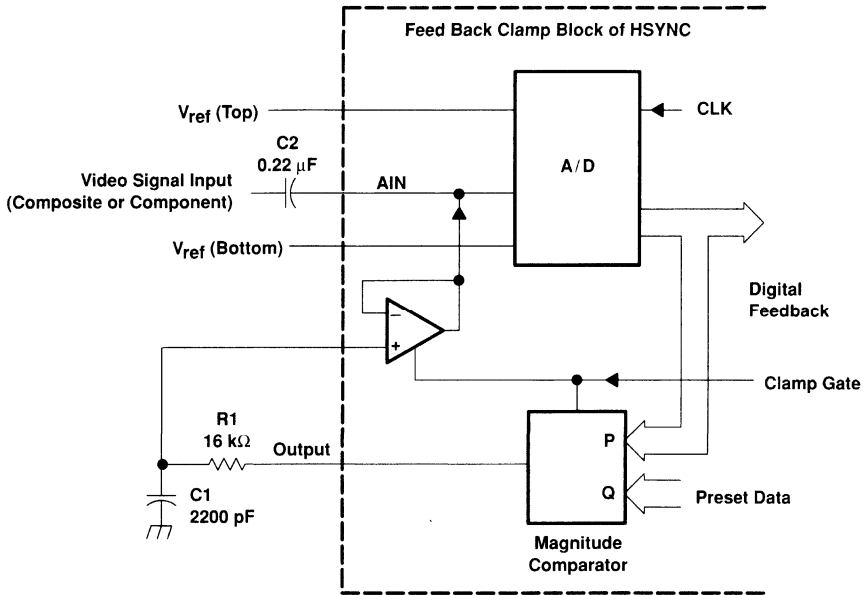 Feed Back Clamp Block of HSYNC
Vref (Top)
CLK
C2
0.22 μF
A/D
Video Signal Input
(Composite or Component)
AIN
Vref (Bottom)
Digital
Feedback
−
+
Clamp Gate
R1
16 kΩ
Output
P
C1
2200 pF
Q
Preset Data
Magnitude
Comparator